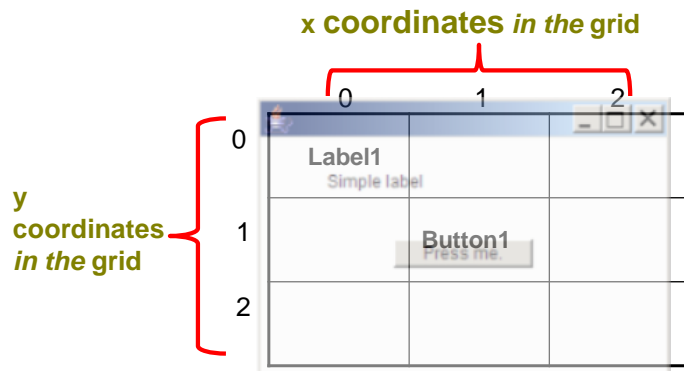 x coordinates in the grid
0 1 2
0
Label1
Simple label
y
coordinates
in the grid
1
Button1
Press me.
2